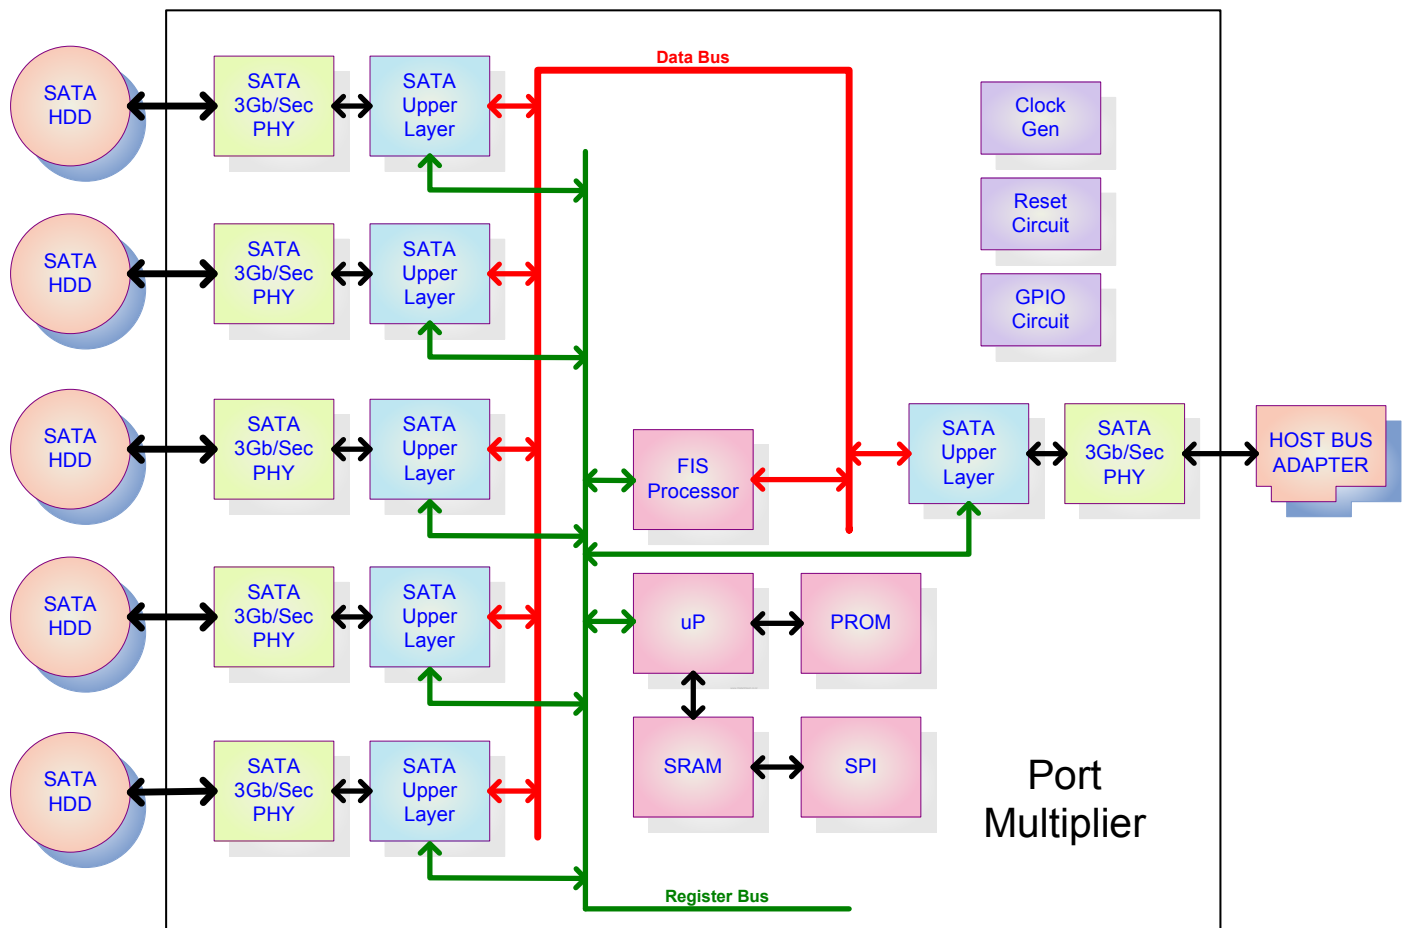 Data Bus
SATA
HDD
SATA
3Gb/Sec
PHY
SATA
Upper
Layer
Clock
Gen
Reset
Circuit
GPIO
Circuit
SATA
HDD
SATA
3Gb/Sec
PHY
SATA
Upper
Layer
SATA
HDD
SATA
3Gb/Sec
PHY
SATA
Upper
Layer
FIS
Processor
SATA
Upper
Layer
SATA
3Gb/Sec
PHY
HOST BUS
ADAPTER
SATA
HDD
SATA
3Gb/Sec
PHY
SATA
Upper
Layer
uP
PROM
SATA
HDD
SATA
3Gb/Sec
PHY
SATA
Upper
Layer
SRAM
SPI
Port
Multiplier
Register Bus